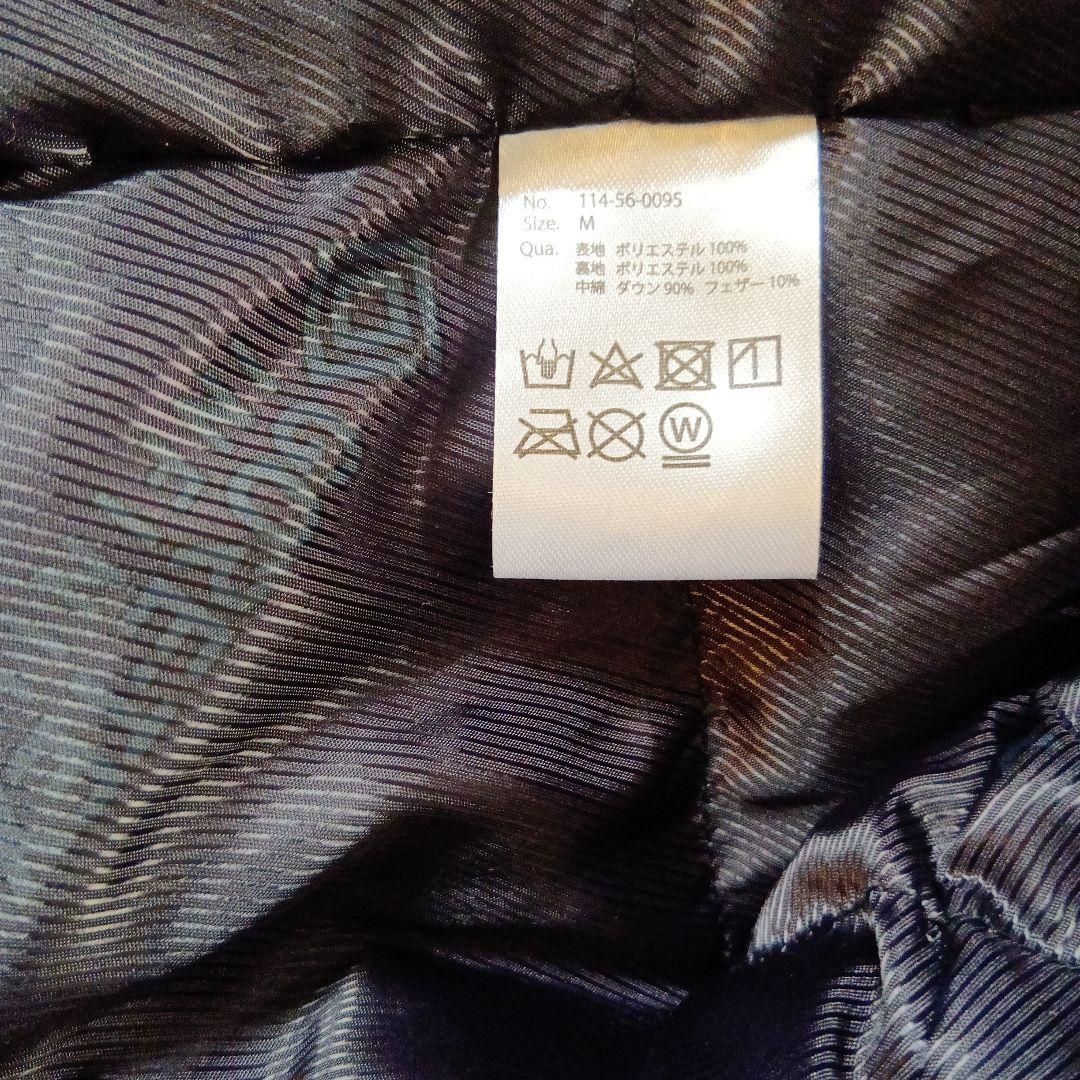 No. 114-56-0095
Size. M
Qua. 表地 ポリエステル 100%
裏地 ポリエステル 100%
中綿 ダウン 90% フェザー 10%
W